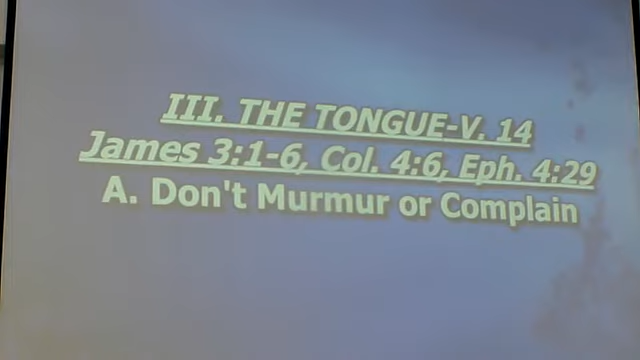 III. THE TONGUE-V. 14
James 3:1-6, Col. 4:6, Eph. 4:29
A. Don't Murmur or Complain